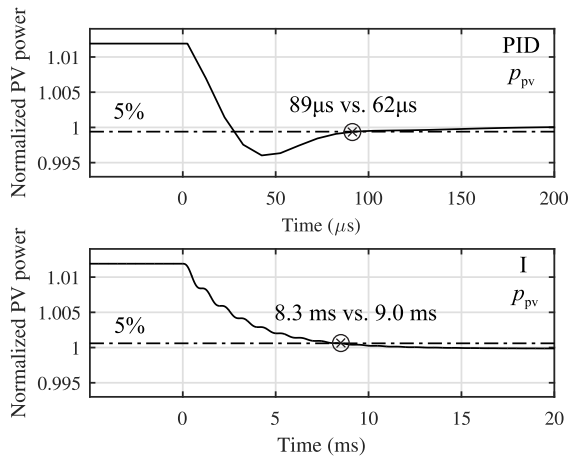 Normalized PV power
1.01
1.005
1
0.995
5%
89μs vs. 62μs
PID
p_pv
0
50
100
150
200
Time (μs)
Normalized PV power
1.01
1.005
1
0.995
5%
8.3 ms vs. 9.0 ms
I
p_pv
0
5
10
15
20
Time (ms)